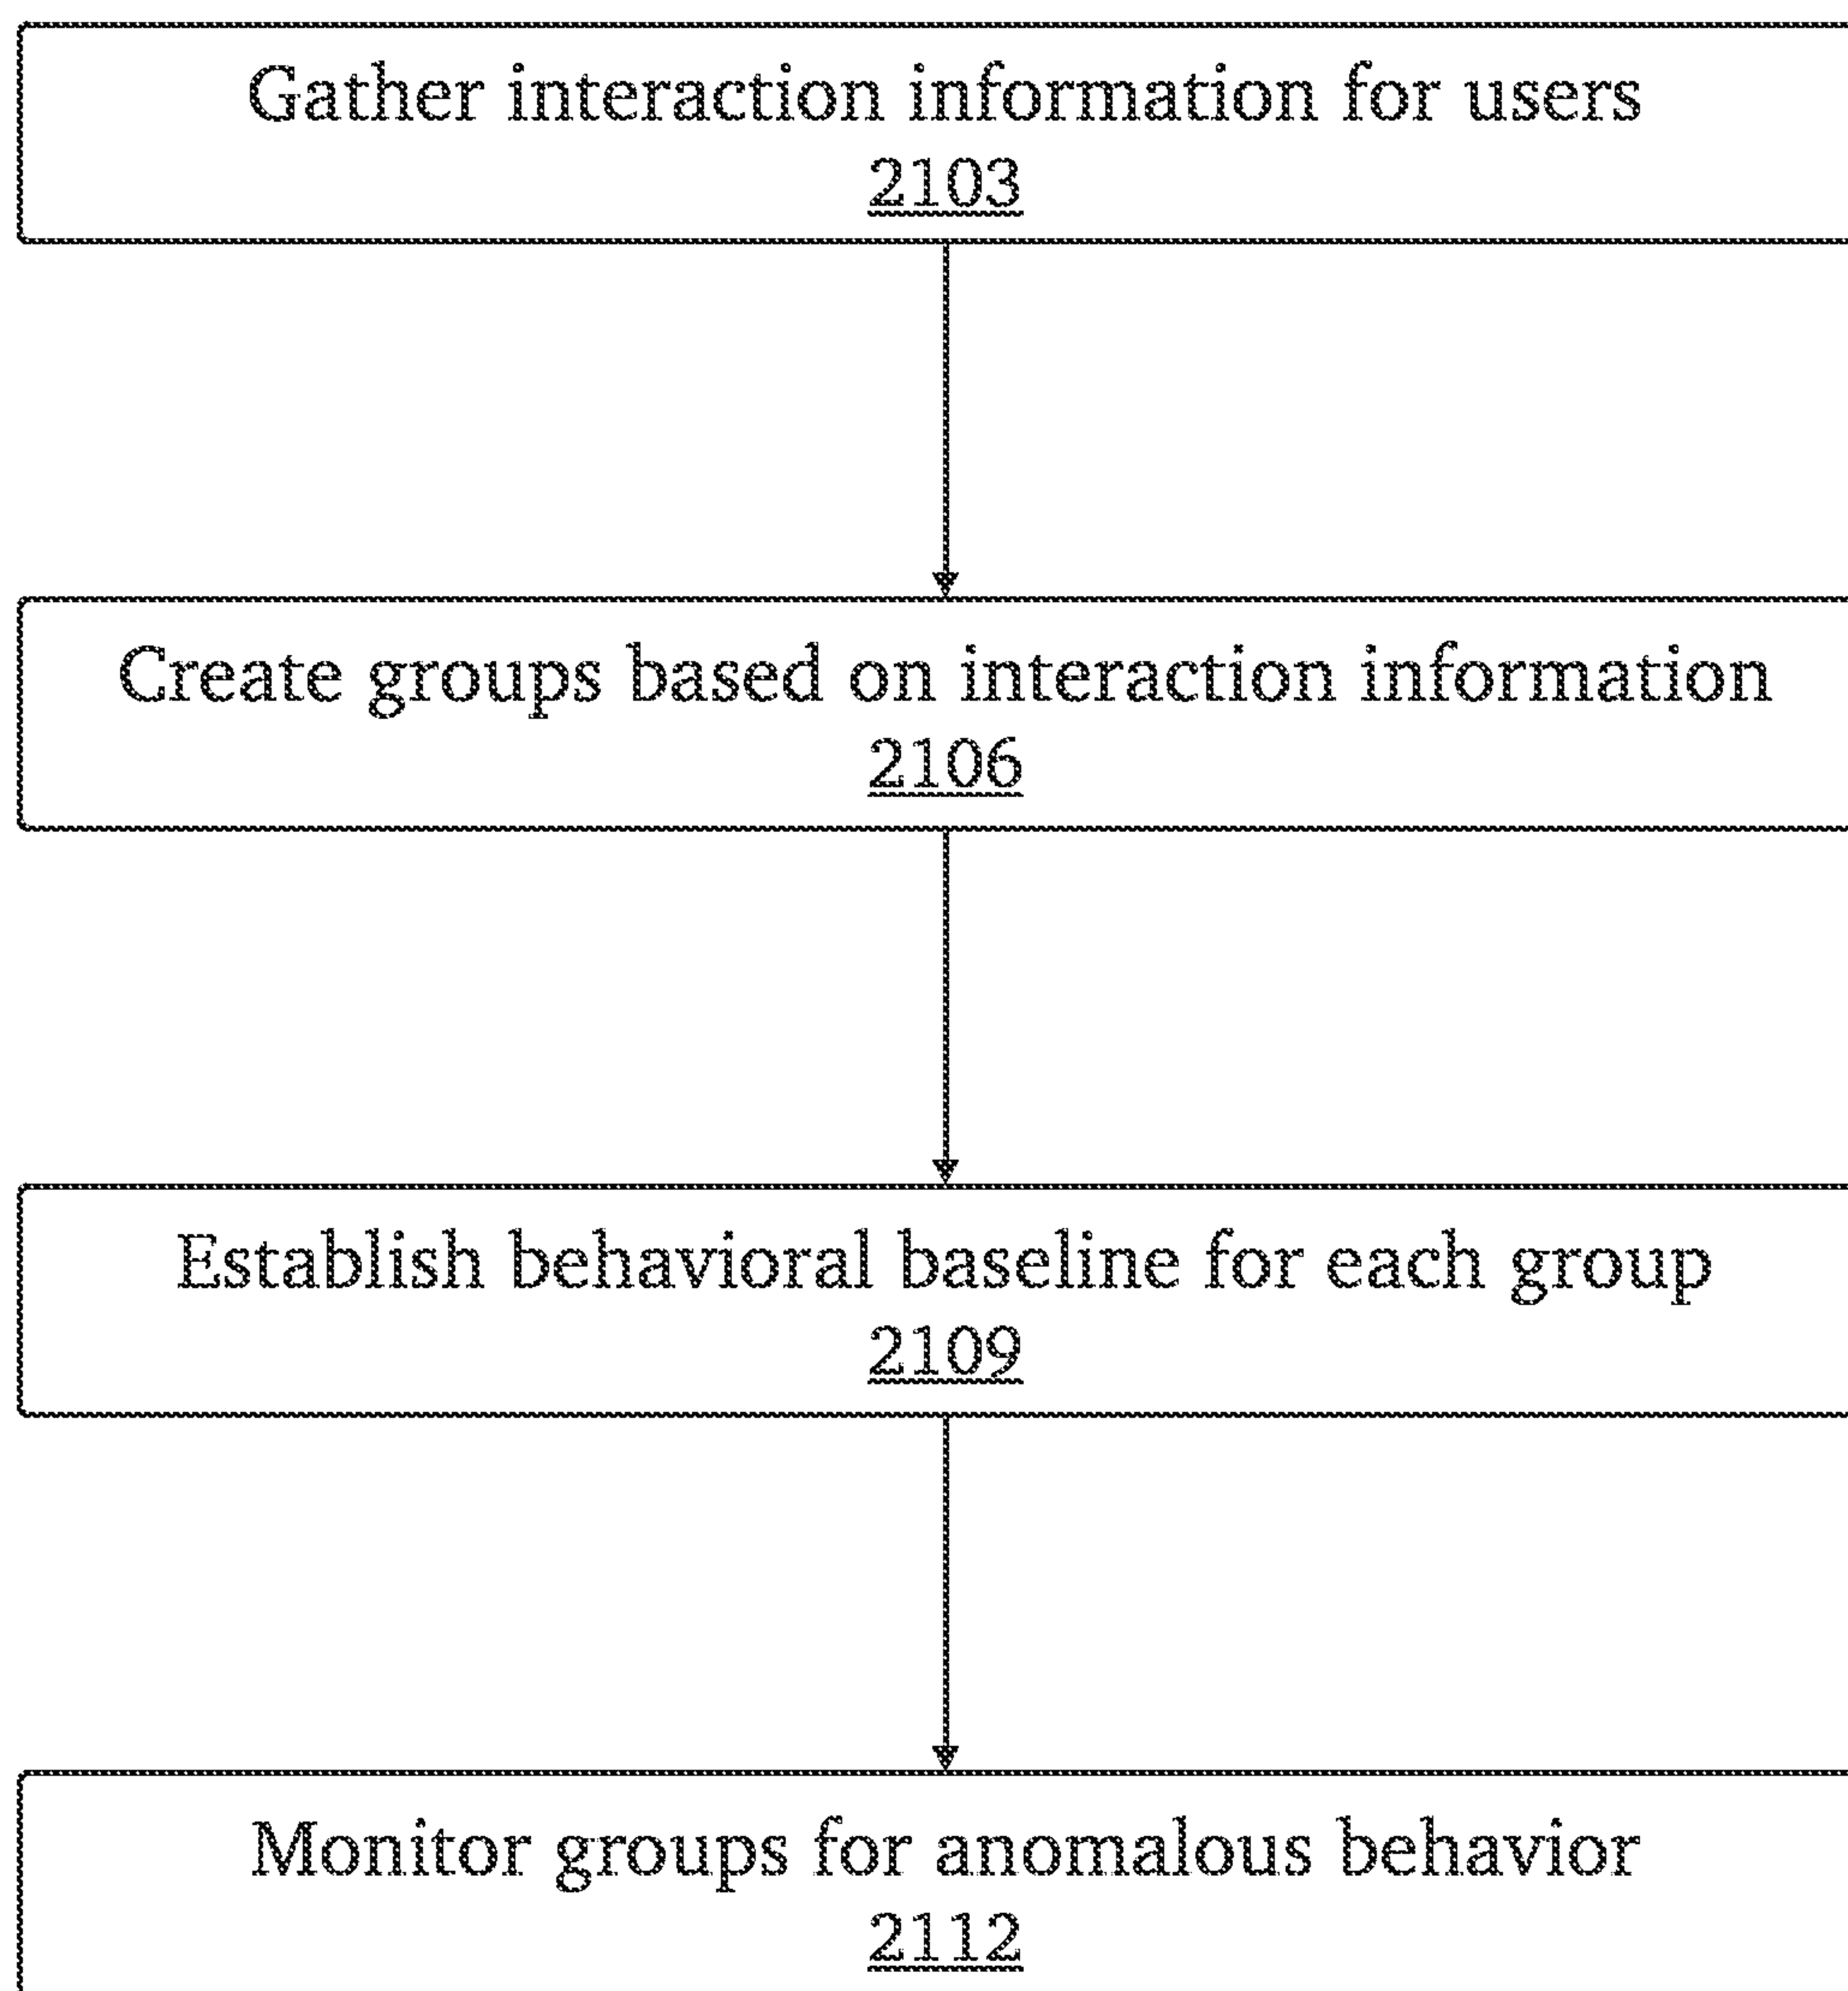 Gather interaction information for users
2103
Create groups based on interaction information
2106
Establish behavioral baseline for each group
2109
Monitor groups for anomalous behavior
2112